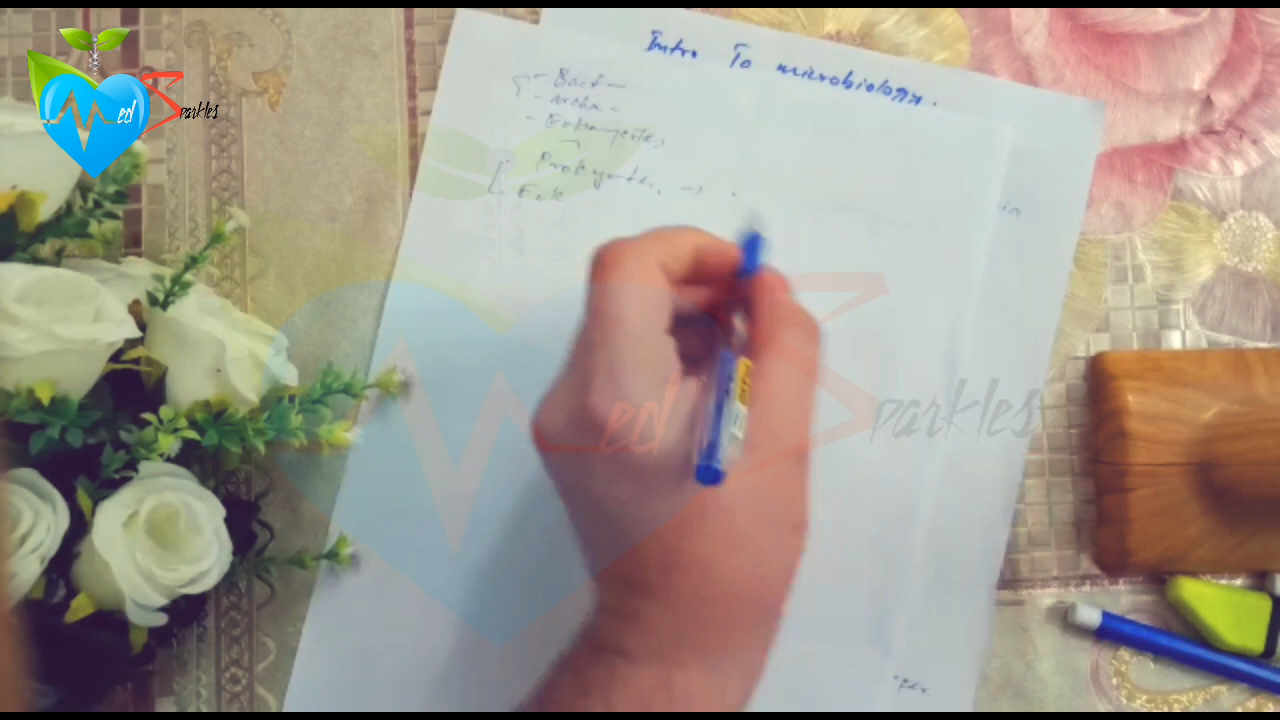 Med Sparkles
Intro To microbiology.
- Bact -
- Archa -
- Eukaryotes,
Prokaryotes, ->
Euk
Med Sparkles